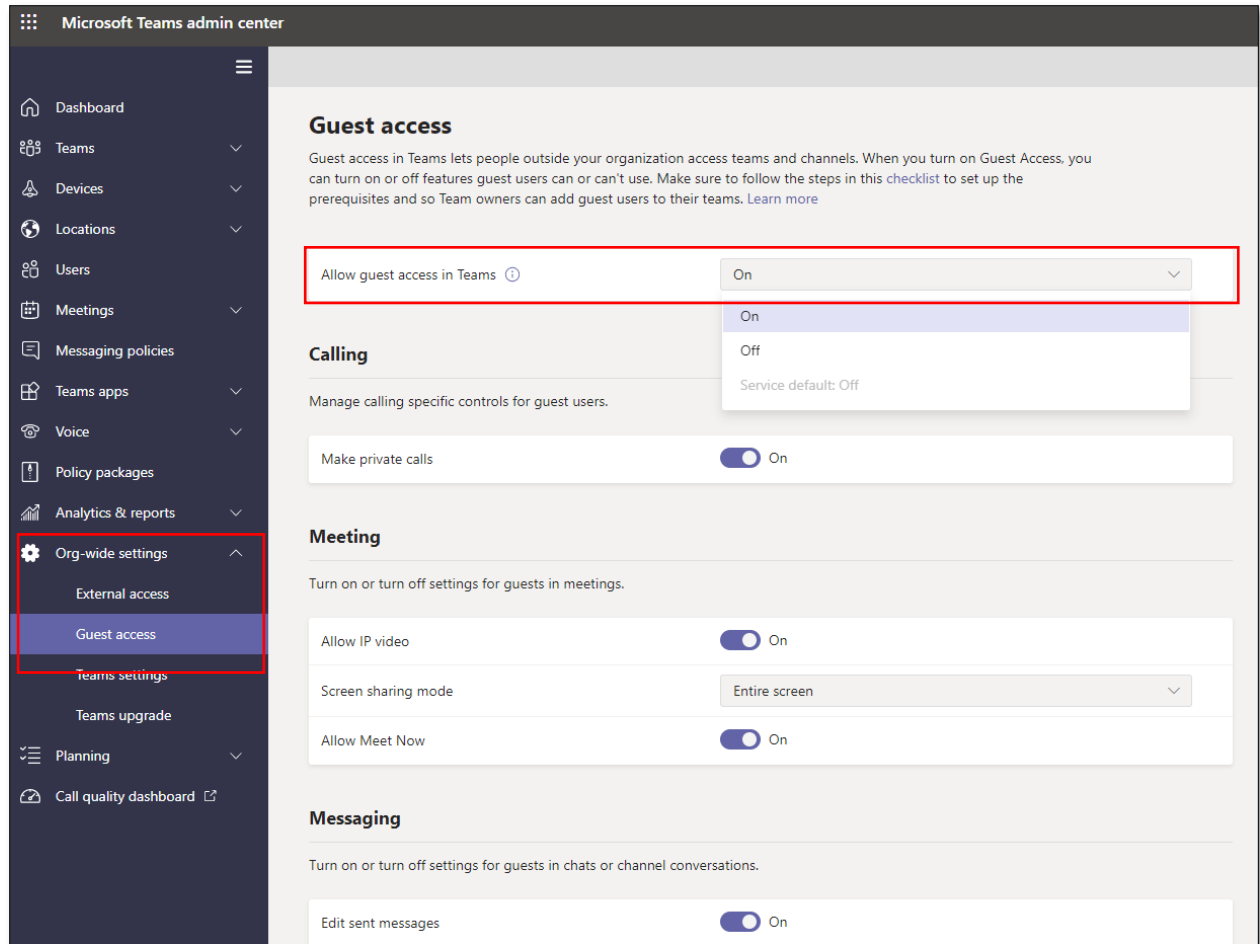 Microsoft Teams admin center
Dashboard
Teams
Devices
Locations
Users
Meetings
Messaging policies
Teams apps
Voice
Policy packages
Analytics & reports
Org-wide settings
External access
Guest access
Teams settings
Teams upgrade
Planning
Call quality dashboard
Guest access
Guest access in Teams lets people outside your organization access teams and channels. When you turn on Guest Access, you
can turn on or off features guest users can or can't use. Make sure to follow the steps in this checklist to set up the
prerequisites and so Team owners can add guest users to their teams. Learn more
Allow guest access in Teams On
On
Off
Service default: Off
Calling
Manage calling specific controls for guest users.
Make private calls On
Meeting
Turn on or turn off settings for guests in meetings.
Allow IP video On
Screen sharing mode Entire screen
Allow Meet Now On
Messaging
Turn on or turn off settings for guests in chats or channel conversations.
Edit sent messages On